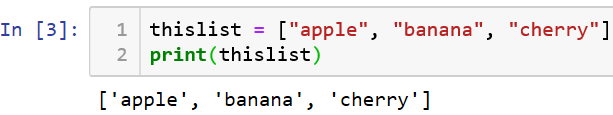 In [3]: 1 thislist = ["apple", "banana", "cherry"]
2 print(thislist)
['apple', 'banana', 'cherry']